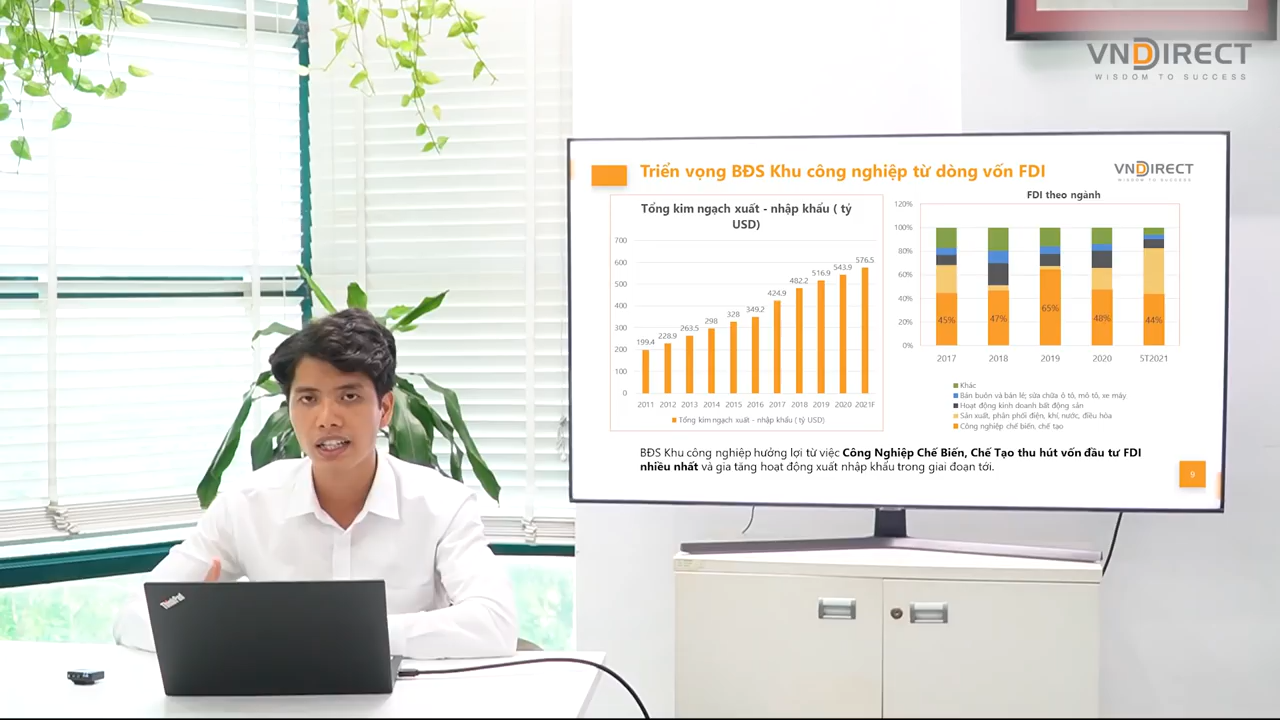 VNDIRECT
WISDOM TO SUCCESS
Triển vọng BĐS Khu công nghiệp từ dòng vốn FDI
VNDIRECT
WISDOM TO SUCCESS
Tổng kim ngạch xuất - nhập khẩu ( tỷ
USD)
700
600
500
400
300
200
100
0
199.4
228.9
263.5
298
328
349.2
424.9
482.2
516.9
543.9
576.5
2011 2012 2013 2014 2015 2016 2017 2018 2019 2020 2021F
Tổng kim ngạch xuất - nhập khẩu ( tỷ USD)
FDI theo ngành
120%
100%
80%
60%
40%
20%
0%
45%
47%
65%
48%
44%
2017 2018 2019 2020 5T2021
Khác
Bán buôn và bán lẻ; sửa chữa ô tô, mô tô, xe máy
Hoạt động kinh doanh bất động sản
Sản xuất, phân phối điện, khí, nước, điều hòa
Công nghiệp chế biến, chế tạo
BĐS Khu công nghiệp hưởng lợi từ việc Công Nghiệp Chế Biến, Chế Tạo thu hút vốn đầu tư FDI
nhiều nhất và gia tăng hoạt động xuất nhập khẩu trong giai đoạn tới.
9
ThinkPad